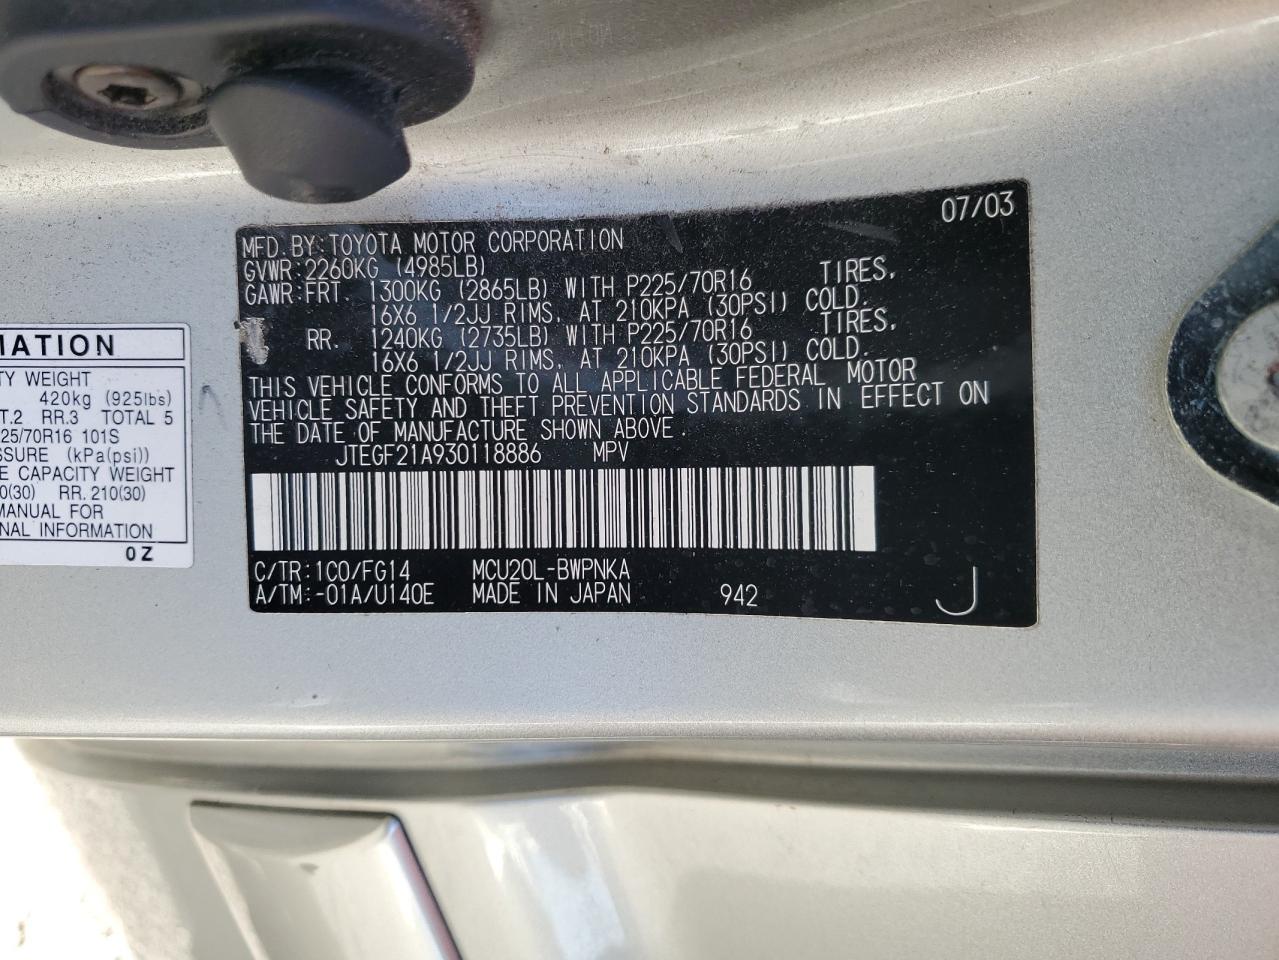 07/03
MFD.BY:TOYOTA MOTOR CORPORATION
GVWR:2260KG (4985LB)
GAWR:FRT. 1300KG (2865LB) WITH P225/70R16 TIRES,
16X6 1/2JJ RIMS, AT 210KPA (30PSI) COLD.
RR. 1240KG (2735LB) WITH P225/70R16 TIRES,
16X6 1/2JJ RIMS, AT 210KPA (30PSI) COLD.
THIS VEHICLE CONFORMS TO ALL APPLICABLE FEDERAL MOTOR
VEHICLE SAFETY AND THEFT PREVENTION STANDARDS IN EFFECT ON
THE DATE OF MANUFACTURE SHOWN ABOVE.
JTEGF21A930118886 MPV
C/TR:1C0/FG14 MCU20L-BWPNKA
A/TM:-01A/U140E MADE IN JAPAN 942 J
MATION
TY WEIGHT
420kg (925lbs)
T.2 RR.3 TOTAL 5
25/70R16 101S
SSURE (kPa(psi))
E CAPACITY WEIGHT
0(30) RR. 210(30)
MANUAL FOR
NAL INFORMATION
0Z